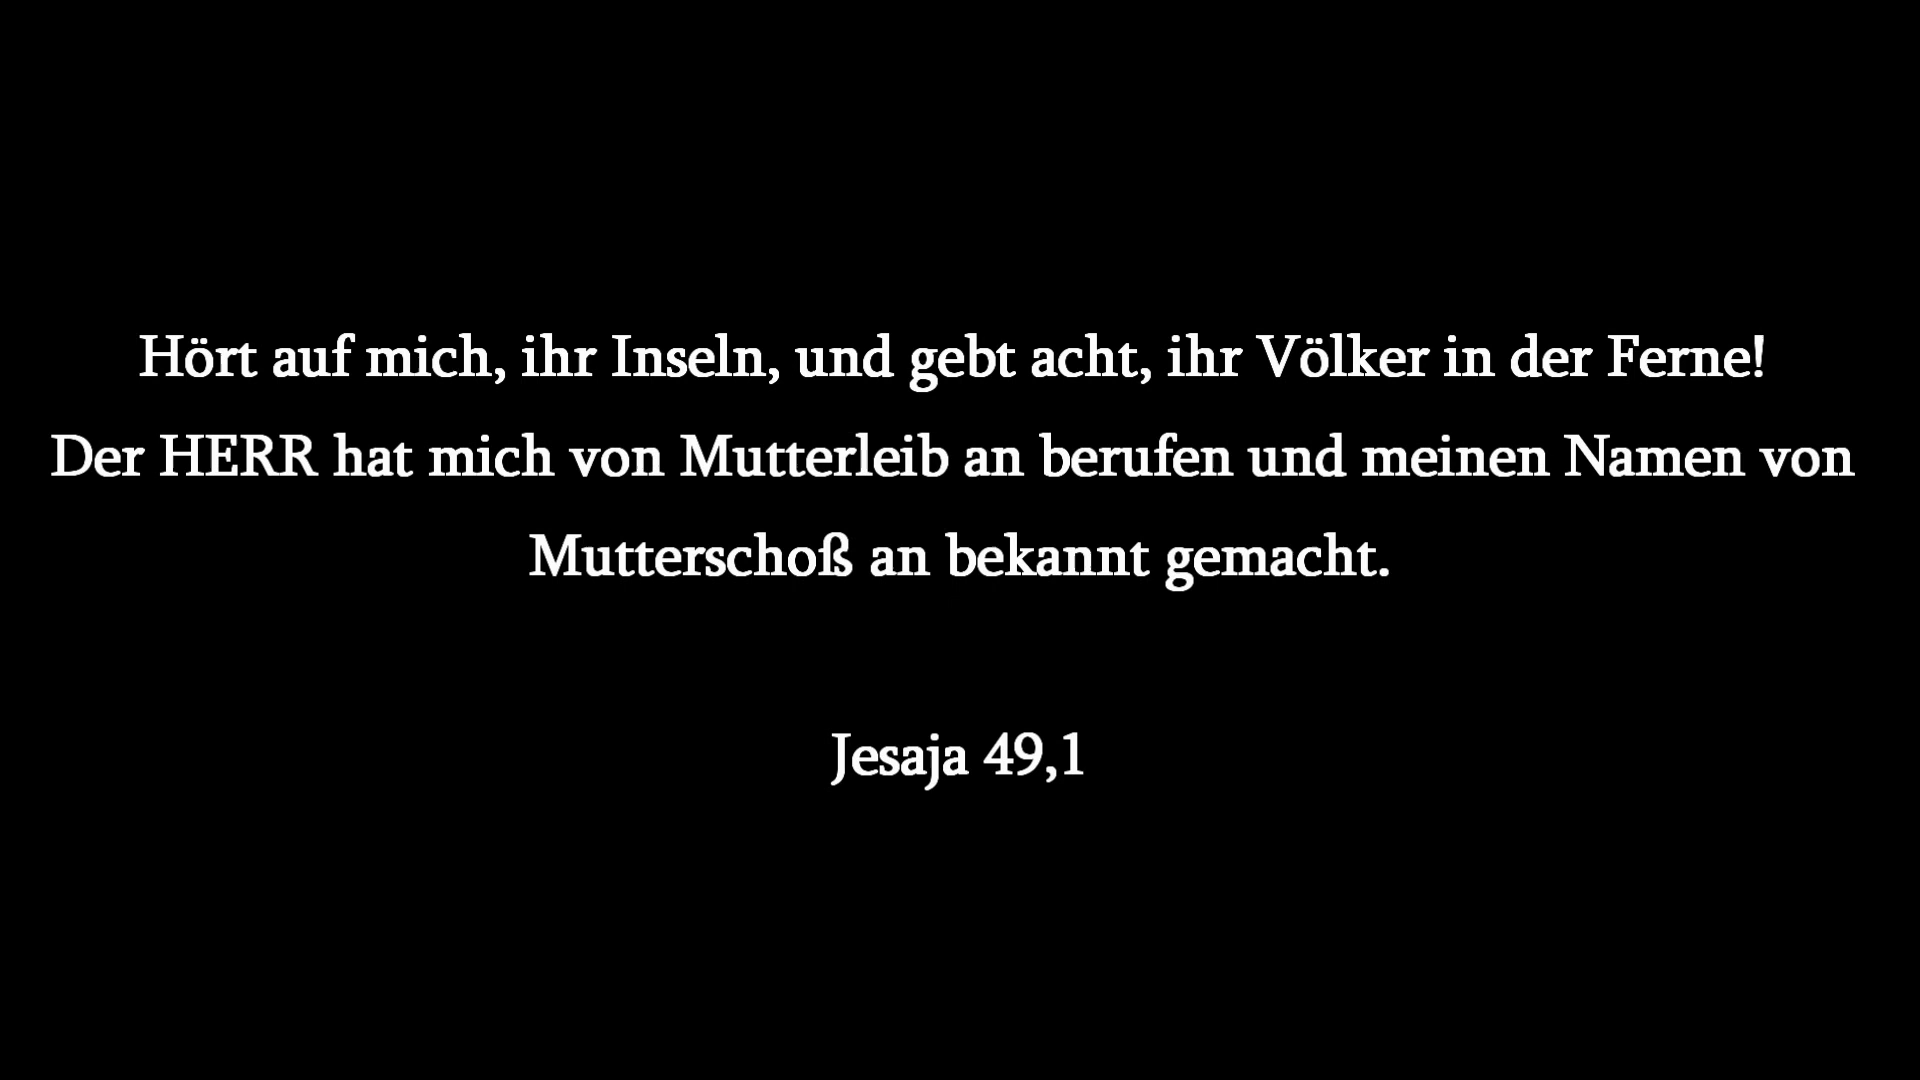 Hört auf mich, ihr Inseln, und gebt acht, ihr Völker in der Ferne!
Der HERR hat mich von Mutterleib an berufen und meinen Namen von
Mutterschoß an bekannt gemacht.
Jesaja 49,1